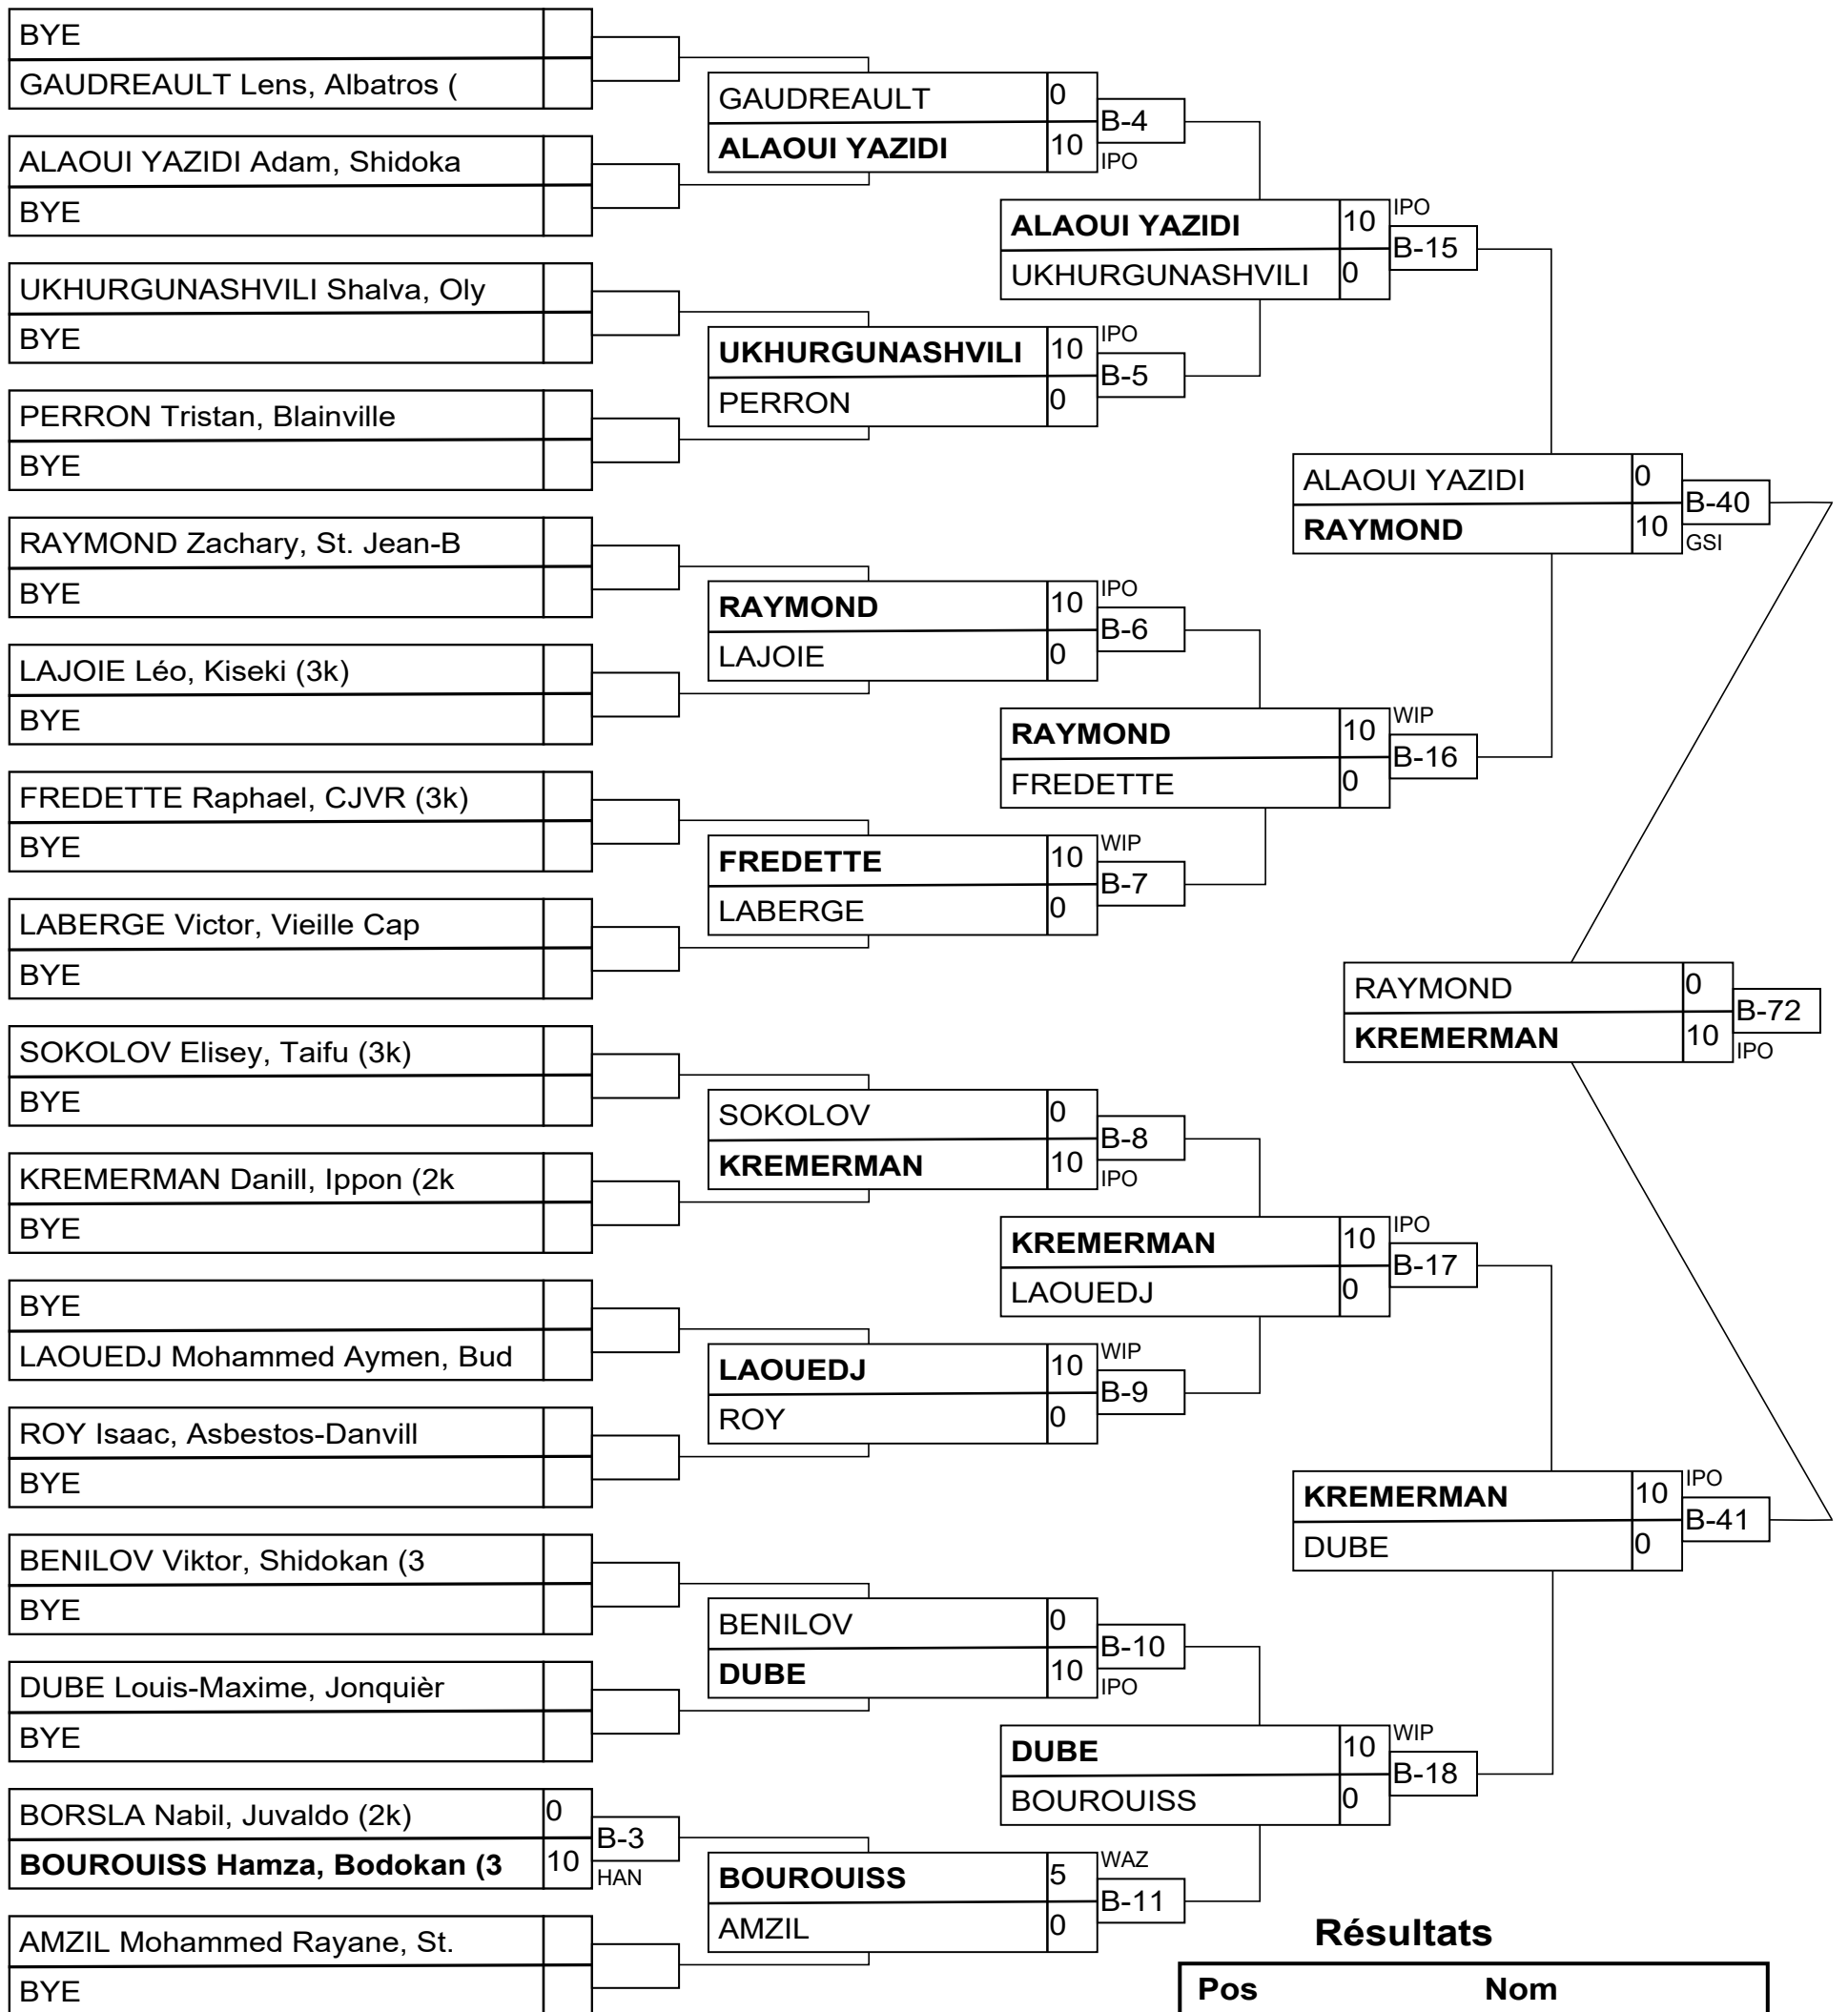 BYE
GAUDREAULT Lens, Albatros (
ALAOUI YAZIDI Adam, Shidoka
BYE
UKHURGUNASHVILI Shalva, Oly
BYE
PERRON Tristan, Blainville
BYE
RAYMOND Zachary, St. Jean-B
BYE
LAJOIE Léo, Kiseki (3k)
BYE
FREDETTE Raphael, CJVR (3k)
BYE
LABERGE Victor, Vieille Cap
BYE
SOKOLOV Elisey, Taifu (3k)
BYE
KREMERMAN Danill, Ippon (2k
BYE
BYE
LAOUEDJ Mohammed Aymen, Bud
ROY Isaac, Asbestos-Danvill
BYE
BENILOV Viktor, Shidokan (3
BYE
DUBE Louis-Maxime, Jonquièr
BYE
BORSLA Nabil, Juvaldo (2k) 0
B-3
BOUROUISS Hamza, Bodokan (3 10
HAN
AMZIL Mohammed Rayane, St.
BYE
GAUDREAULT 0
B-4
ALAOUI YAZIDI 10
IPO
IPO
UKHURGUNASHVILI 10
B-5
PERRON 0
IPO
RAYMOND 10
B-6
LAJOIE 0
WIP
FREDETTE 10
B-7
LABERGE 0
SOKOLOV 0
B-8
KREMERMAN 10
IPO
WIP
LAOUEDJ 10
B-9
ROY 0
BENILOV 0
B-10
DUBE 10
IPO
WAZ
BOUROUISS 5
B-11
AMZIL 0
IPO
ALAOUI YAZIDI 10
B-15
UKHURGUNASHVILI 0
WIP
RAYMOND 10
B-16
FREDETTE 0
IPO
KREMERMAN 10
B-17
LAOUEDJ 0
WIP
DUBE 10
B-18
BOUROUISS 0
ALAOUI YAZIDI 0
B-40
RAYMOND 10
GSI
IPO
KREMERMAN 10
B-41
DUBE 0
RAYMOND 0
B-72
KREMERMAN 10
IPO
Résultats
Pos Nom